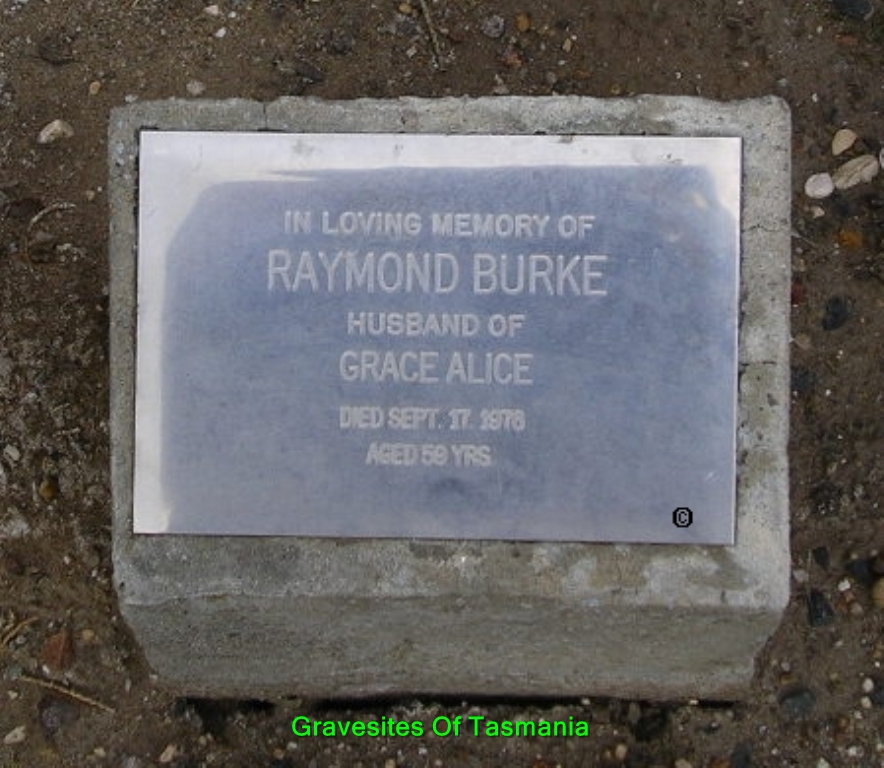 IN LOVING MEMORY OF
RAYMOND BURKE
HUSBAND OF
GRACE ALICE
DIED SEPT. 17. 1976
AGED 59 YRS.
©
Gravesites Of Tasmania